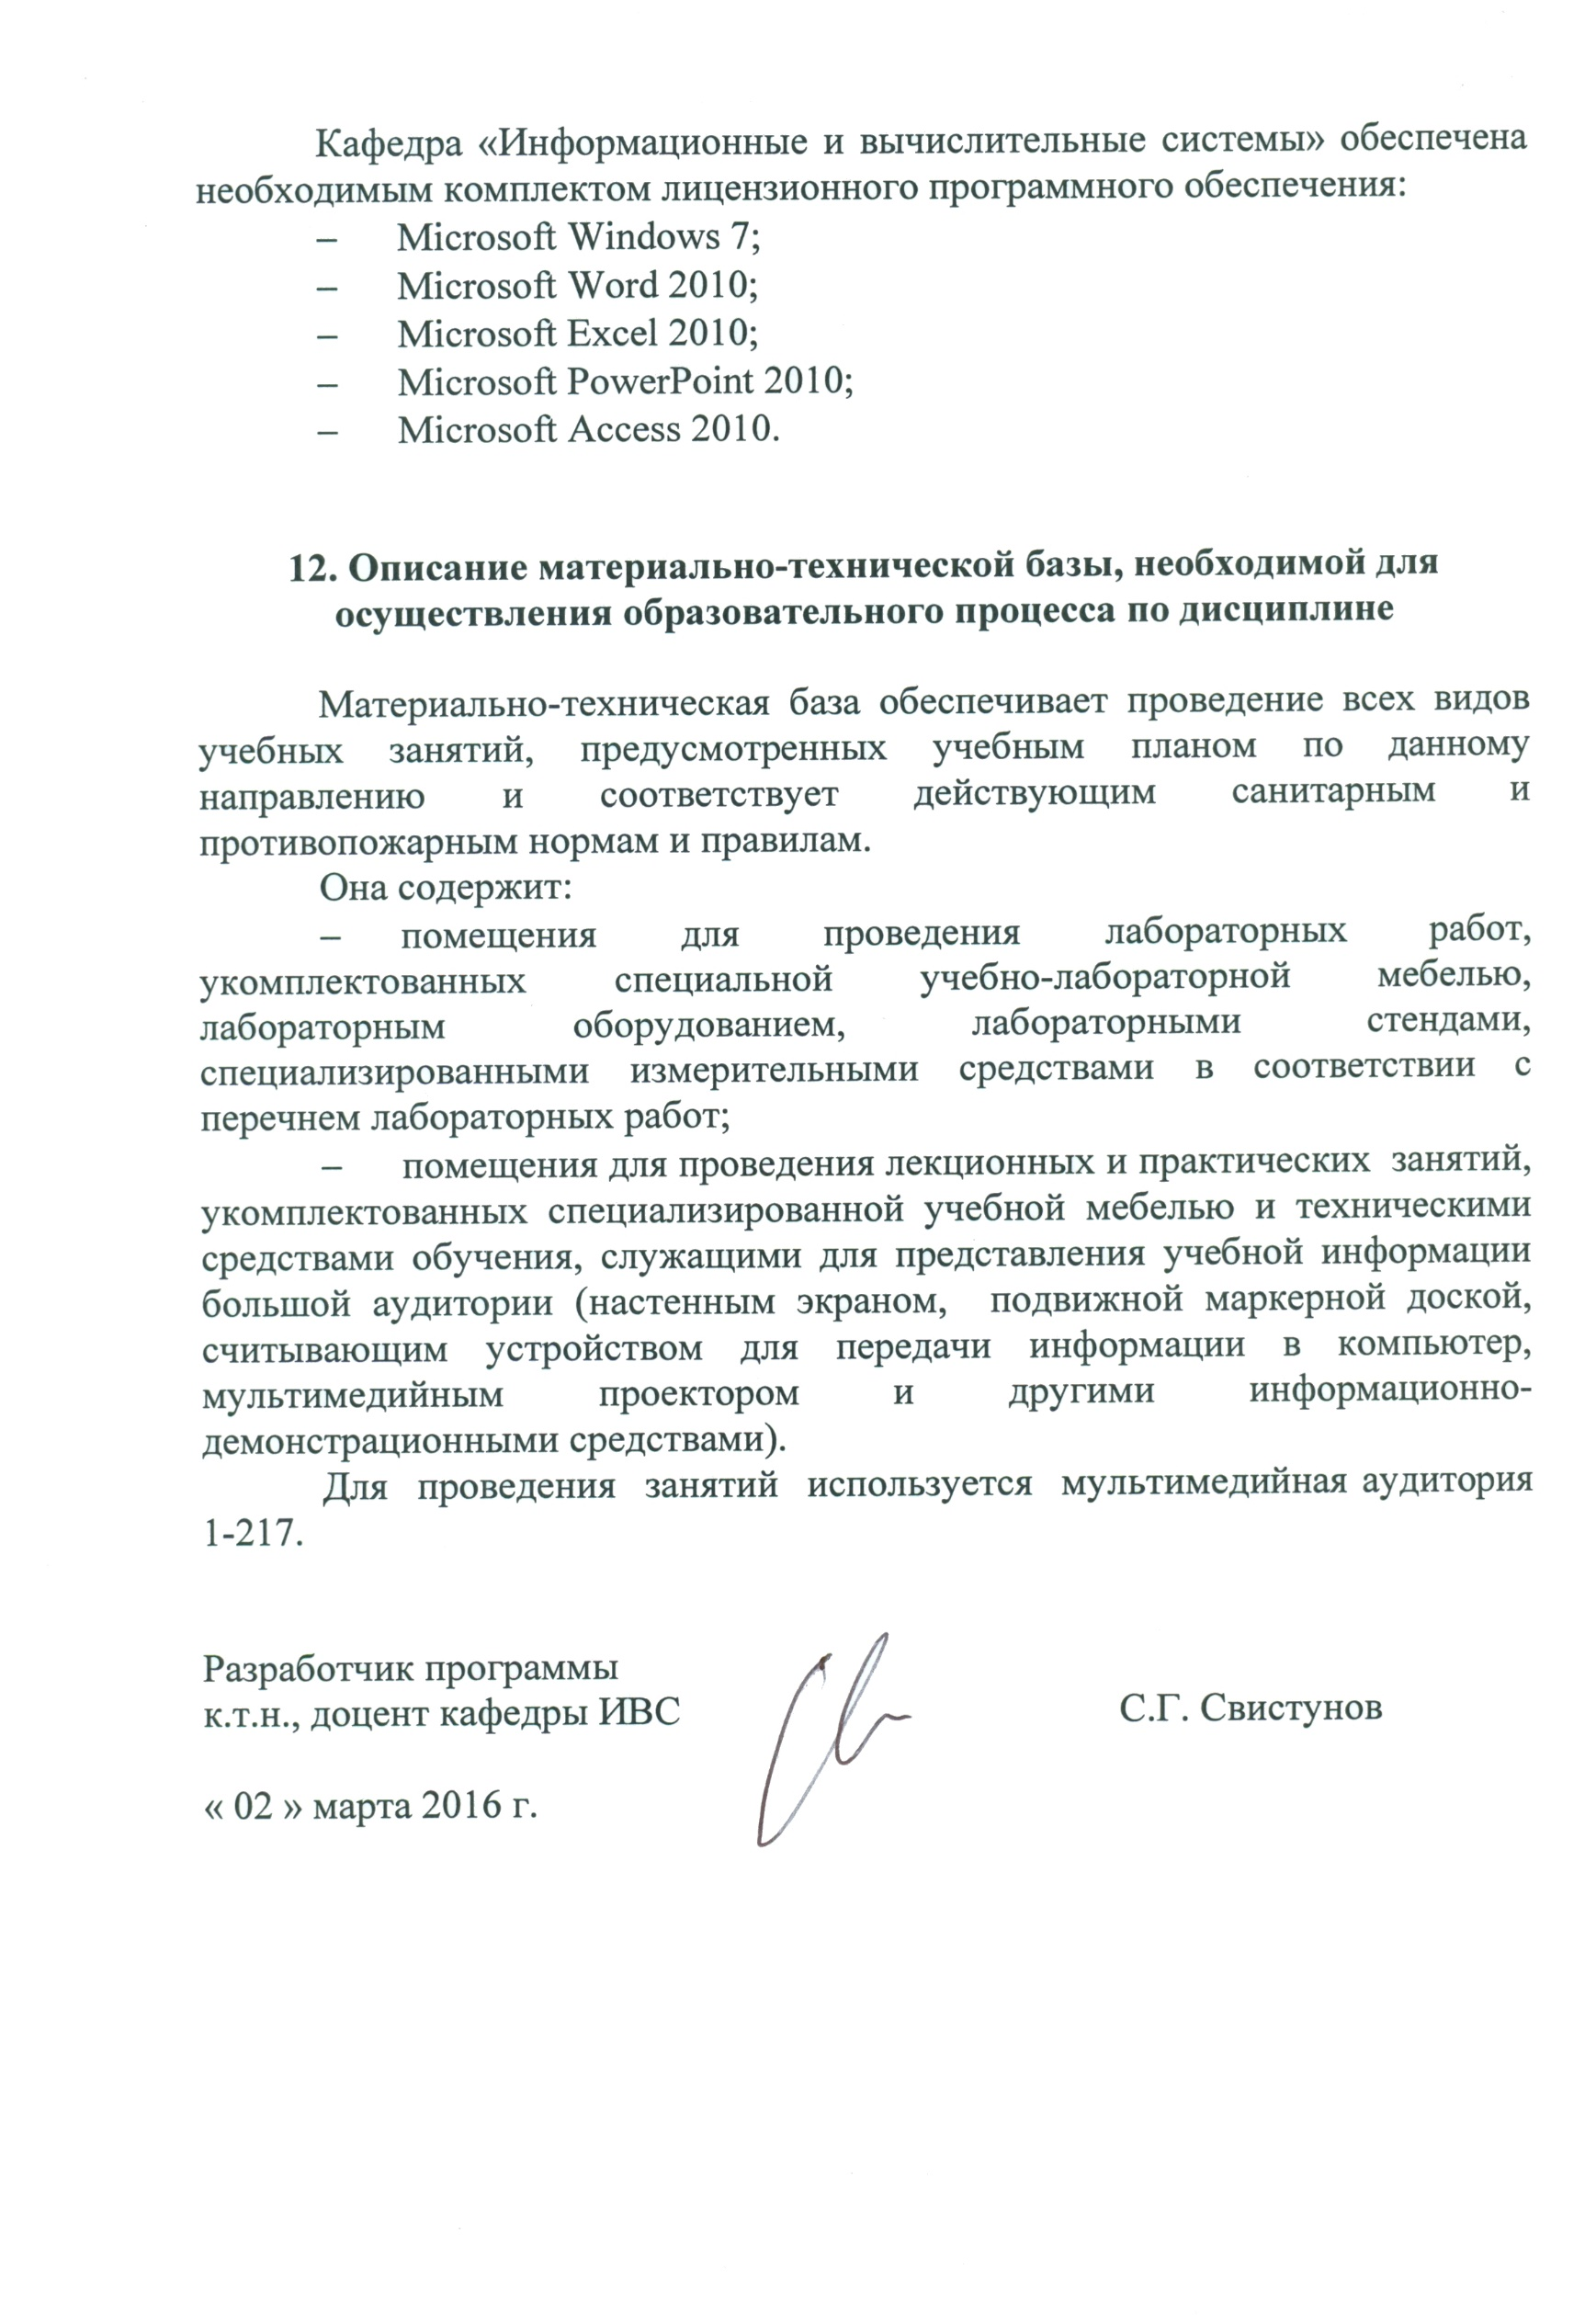 Кафедра «Информационные и вычислительные системы» обеспечена
необходимым комплектом лицензионного программного обеспечения:
– Microsoft Windows 7;
– Microsoft Word 2010;
– Microsoft Excel 2010;
– Microsoft PowerPoint 2010;
– Microsoft Access 2010.
12. Описание материально-технической базы, необходимой для
осуществления образовательного процесса по дисциплине
Материально-техническая база обеспечивает проведение всех видов
учебных занятий, предусмотренных учебным планом по данному
направлению и соответствует действующим санитарным и
противопожарным нормам и правилам.
Она содержит:
– помещения для проведения лабораторных работ,
укомплектованных специальной учебно-лабораторной мебелью,
лабораторным оборудованием, лабораторными стендами,
специализированными измерительными средствами в соответствии с
перечнем лабораторных работ;
– помещения для проведения лекционных и практических занятий,
укомплектованных специализированной учебной мебелью и техническими
средствами обучения, служащими для представления учебной информации
большой аудитории (настенным экраном, подвижной маркерной доской,
считывающим устройством для передачи информации в компьютер,
мультимедийным проектором и другими информационно-
демонстрационными средствами).
Для проведения занятий используется мультимедийная аудитория
1-217.
Разработчик программы
к.т.н., доцент кафедры ИВС С.Г. Свистунов
« 02 » марта 2016 г.